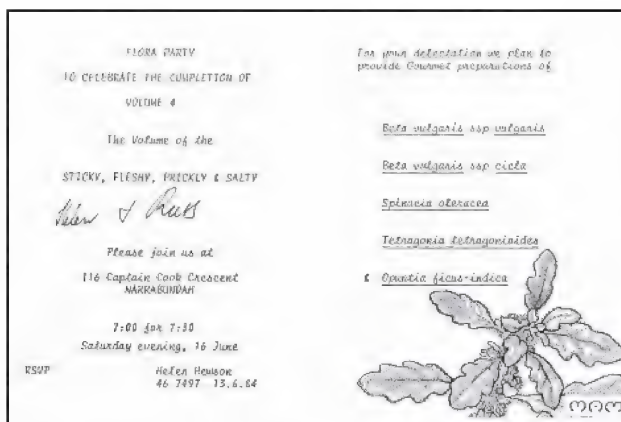 FLORA PARTY
TO CELEBRATE THE COMPLETION OF
VOLUME 4
The Volume of the
STICKY, FLESHY, PRICKLY & SALTY
Helen & Russ
Please join us at
116 Captain Cook Crescent
NARRABUNDAH
7:00 for 7:30
Saturday evening, 16 June
RSVP Helen Hewson
46 7497 13.6.84
For your delectation we plan to
provide Gourmet preparations of
Beta vulgaris ssp vulgaris
Beta vulgaris ssp cicla
Spinacia oleracea
Tetragonia tetragonioides
& Opuntia ficus-indica